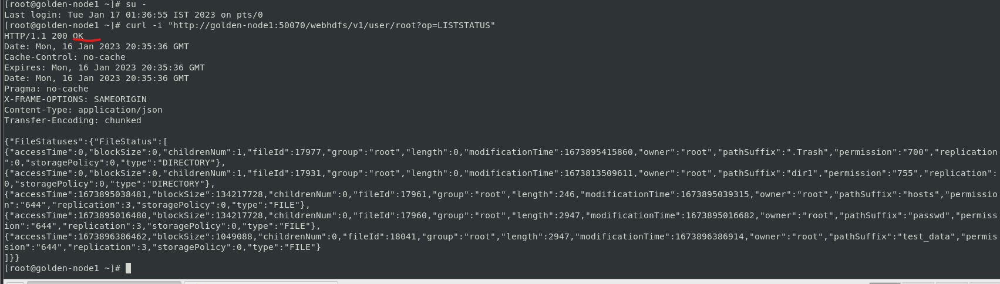 [root@golden-node1 ~]# su -
Last login: Tue Jan 17 01:36:55 IST 2023 on pts/0
[root@golden-node1 ~]# curl -i "http://golden-node1:50070/webhdfs/v1/user/root?op=LISTSTATUS"
HTTP/1.1 200 OK
Date: Mon, 16 Jan 2023 20:35:36 GMT
Cache-Control: no-cache
Expires: Mon, 16 Jan 2023 20:35:36 GMT
Date: Mon, 16 Jan 2023 20:35:36 GMT
Pragma: no-cache
X-FRAME-OPTIONS: SAMEORIGIN
Content-Type: application/json
Transfer-Encoding: chunked
{"FileStatuses":{"FileStatus":[
{"accessTime":0,"blockSize":0,"childrenNum":1,"fileId":17977,"group":"root","length":0,"modificationTime":1673895415860,"owner":"root","pathSuffix":".Trash","permission":"700","replication
":0,"storagePolicy":0,"type":"DIRECTORY"},
{"accessTime":0,"blockSize":0,"childrenNum":1,"fileId":17931,"group":"root","length":0,"modificationTime":1673813509611,"owner":"root","pathSuffix":"dir1","permission":"755","replication":
0,"storagePolicy":0,"type":"DIRECTORY"},
{"accessTime":1673895038481,"blockSize":134217728,"childrenNum":0,"fileId":17961,"group":"root","length":246,"modificationTime":1673895039315,"owner":"root","pathSuffix":"hosts","permissio
n":"644","replication":3,"storagePolicy":0,"type":"FILE"},
{"accessTime":1673895016480,"blockSize":134217728,"childrenNum":0,"fileId":17960,"group":"root","length":2947,"modificationTime":1673895016682,"owner":"root","pathSuffix":"passwd","permiss
ion":"644","replication":3,"storagePolicy":0,"type":"FILE"},
{"accessTime":1673896386462,"blockSize":1049088,"childrenNum":0,"fileId":18041,"group":"root","length":2947,"modificationTime":1673896386914,"owner":"root","pathSuffix":"test_data","permis
sion":"644","replication":3,"storagePolicy":0,"type":"FILE"}
]}}
[root@golden-node1 ~]#